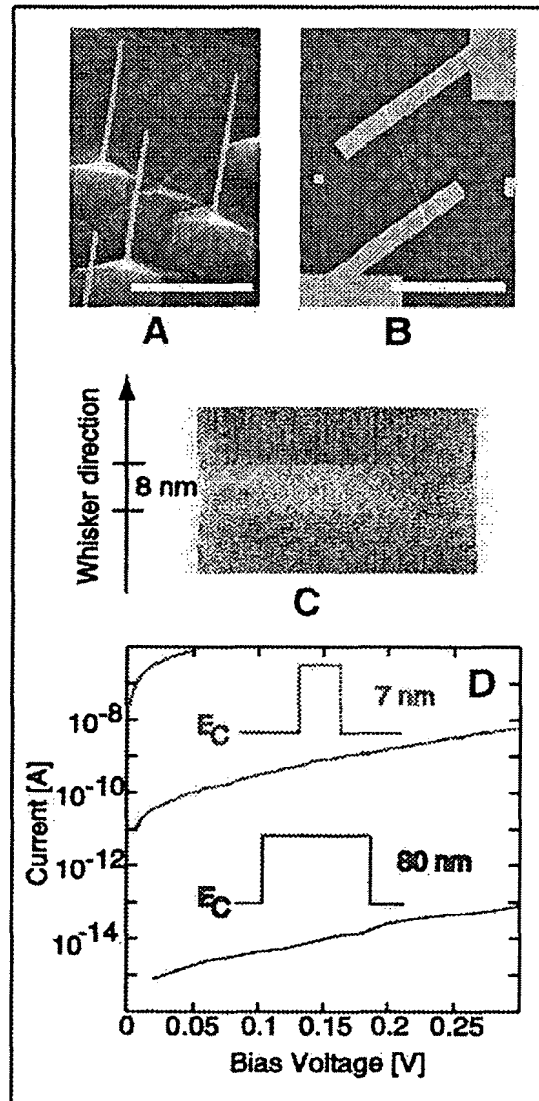 A
B
Whisker direction
8 nm
C
D
Current [A]
10⁻⁸
10⁻¹⁰
10⁻¹²
10⁻¹⁴
E_C
7 nm
E_C
80 nm
0
0.05
0.1
0.15
0.2
0.25
Bias Voltage [V]